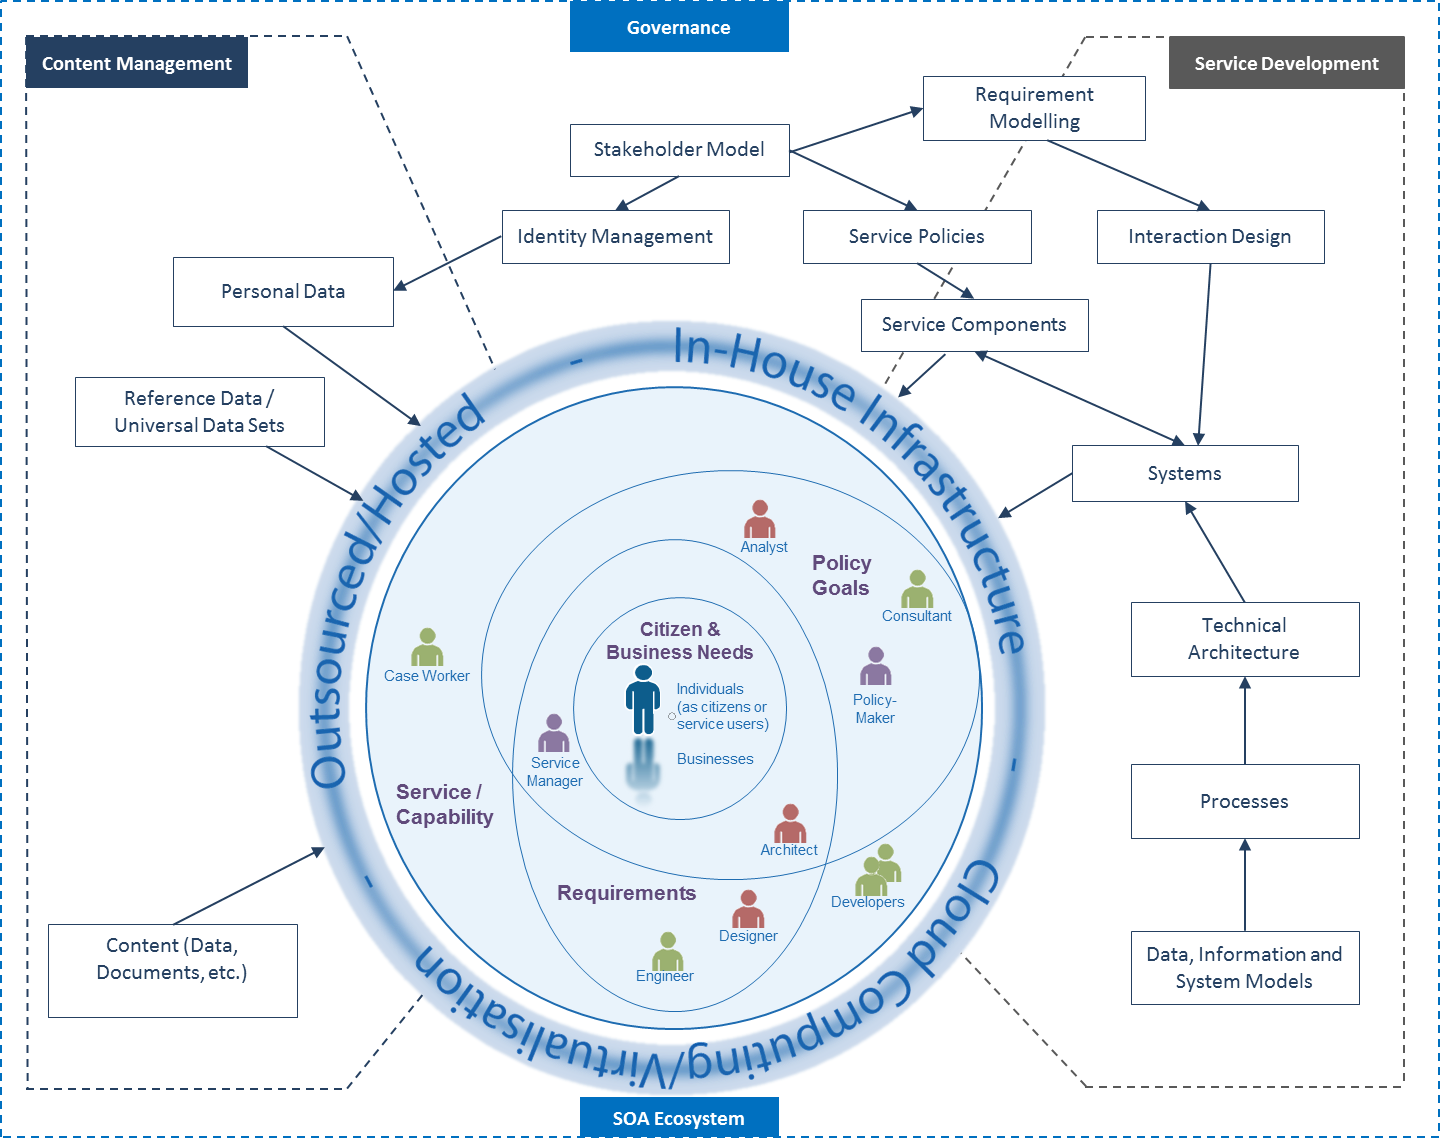 Governance
Content Management
Service Development
Requirement
Modelling
Stakeholder Model
Identity Management
Service Policies
Interaction Design
Personal Data
Service Components
Reference Data /
Universal Data Sets
Systems
Technical
Architecture
Processes
Data, Information and
System Models
Content (Data,
Documents, etc.)
Outsourced/Hosted
-
In-House Infrastructure
-
Cloud Computing/Virtualisation
-
Analyst
Policy
Goals
Consultant
Citizen &
Business Needs
Case Worker
Individuals
(as citizens or
service users)
Policy-
Maker
Businesses
Service
Manager
Service /
Capability
Architect
Requirements
Developers
Designer
Engineer
SOA Ecosystem